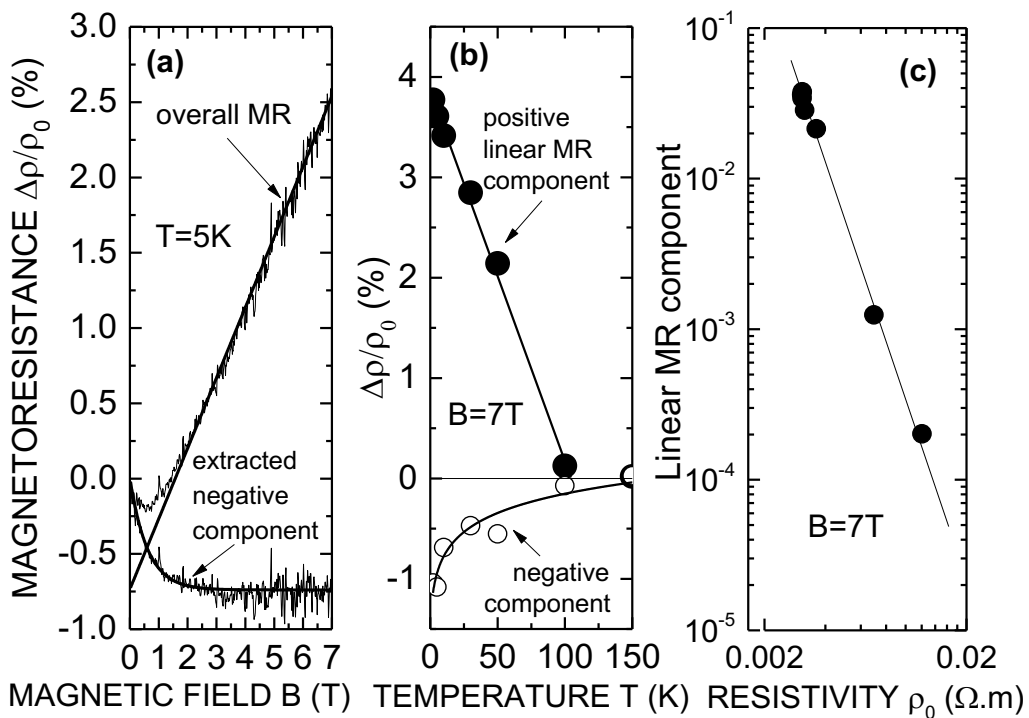 MAGNETORESISTANCE Δρ/ρ₀ (%)
3.0
2.5
2.0
1.5
1.0
0.5
0.0
-0.5
-1.0
(a)
overall MR
T=5K
extracted
negative
component
0 1 2 3 4 5 6 7
MAGNETIC FIELD B (T)
Δρ/ρ₀ (%)
4
3
2
1
0
-1
(b)
positive
linear MR
component
B=7T
negative
component
0 50 100 150
TEMPERATURE T (K)
Linear MR component
10⁻¹
10⁻²
10⁻³
10⁻⁴
10⁻⁵
(c)
B=7T
0.002 0.02
RESISTIVITY ρ₀ (Ω.m)